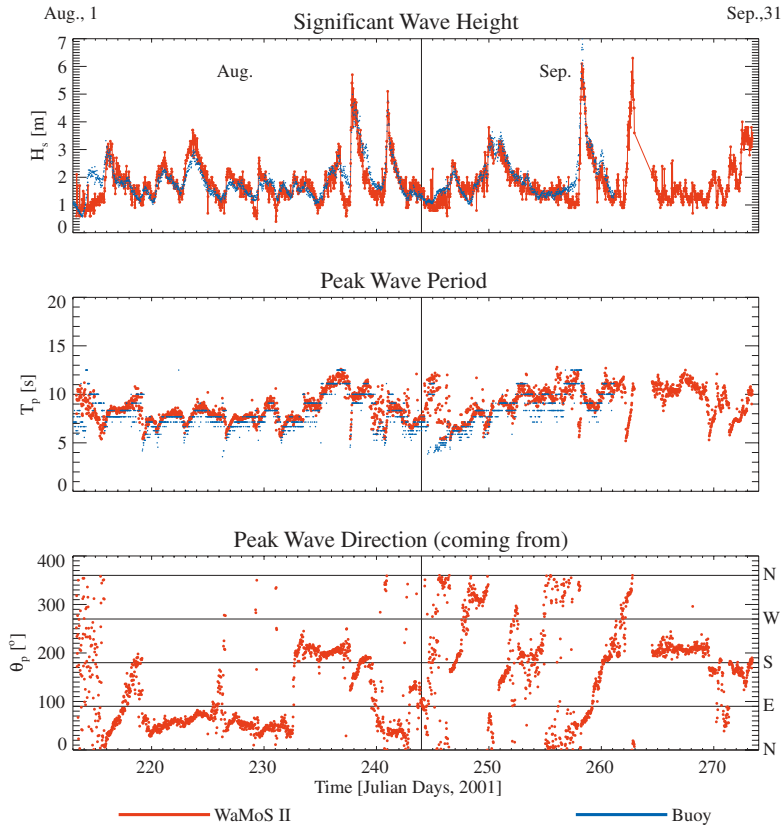 Aug., 1
Sep.,31
Significant Wave Height
7
6
5
4
3
2
1
0
H_s [m]
Aug.
Sep.
Peak Wave Period
20
15
10
5
0
T_p [s]
Peak Wave Direction (coming from)
400
300
200
100
0
θ_p [°]
N
W
S
E
N
220
230
240
250
260
270
Time [Julian Days, 2001]
WaMoS II
Buoy